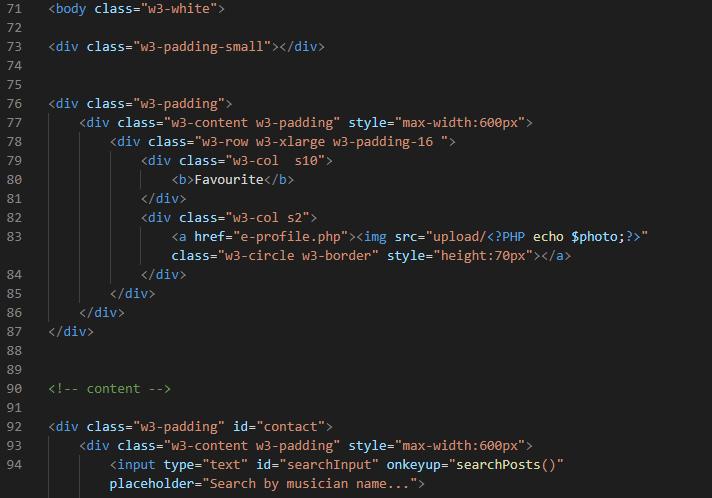 71 <body class="w3-white">
72
73 <div class="w3-padding-small"></div>
74
75
76 <div class="w3-padding">
77 <div class="w3-content w3-padding" style="max-width:600px">
78 <div class="w3-row w3-xlarge w3-padding-16 ">
79 <div class="w3-col  s10">
80 <b>Favourite</b>
81 </div>
82 <div class="w3-col s2">
83 <a href="e-profile.php"><img src="upload/<?PHP echo $photo;?>"
class="w3-circle w3-border" style="height:70px"></a>
84 </div>
85 </div>
86 </div>
87 </div>
88
89
90 <!-- content -->
91
92 <div class="w3-padding" id="contact">
93 <div class="w3-content w3-padding" style="max-width:600px">
94 <input type="text" id="searchInput" onkeyup="searchPosts()"
placeholder="Search by musician name...">